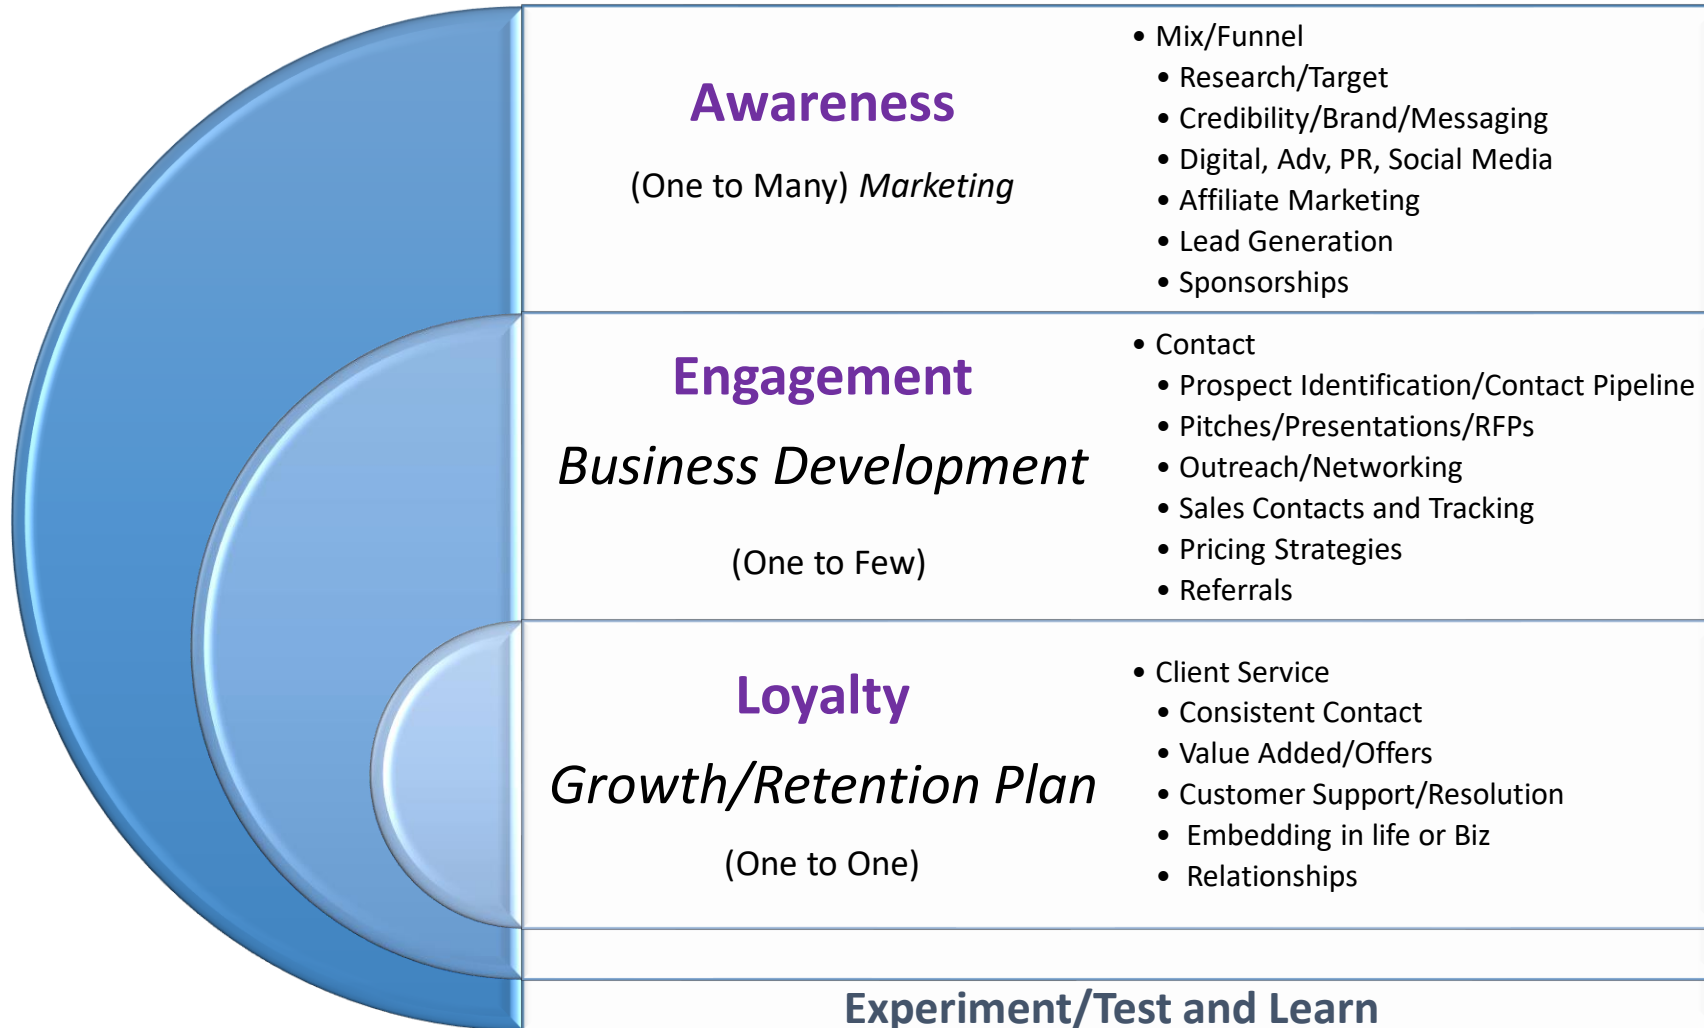 Awareness
(One to Many) Marketing
• Mix/Funnel
• Research/Target
• Credibility/Brand/Messaging
• Digital, Adv, PR, Social Media
• Affiliate Marketing
• Lead Generation
• Sponsorships
Engagement
Business Development
(One to Few)
• Contact
• Prospect Identification/Contact Pipeline
• Pitches/Presentations/RFPs
• Outreach/Networking
• Sales Contacts and Tracking
• Pricing Strategies
• Referrals
Loyalty
Growth/Retention Plan
(One to One)
• Client Service
• Consistent Contact
• Value Added/Offers
• Customer Support/Resolution
• Embedding in life or Biz
• Relationships
Experiment/Test and Learn